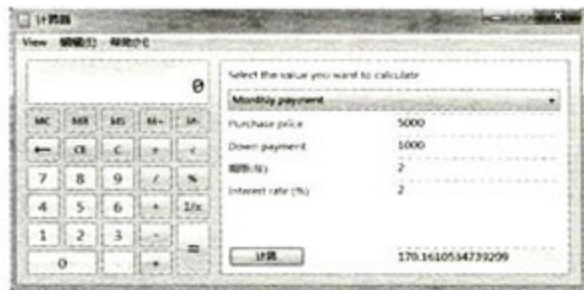 计算器
View 编辑(E) 帮助(H)
0
Select the value you want to calculate
Monthly payment
Purchase price 5000
Down payment 1000
期限(年) 2
Interest rate (%) 2
计算 170.1610534739299
MC MR MS M+ M-
← CE C
7 8 9 / %
4 5 6 * 1/x
1 2 3 - =
0 . +